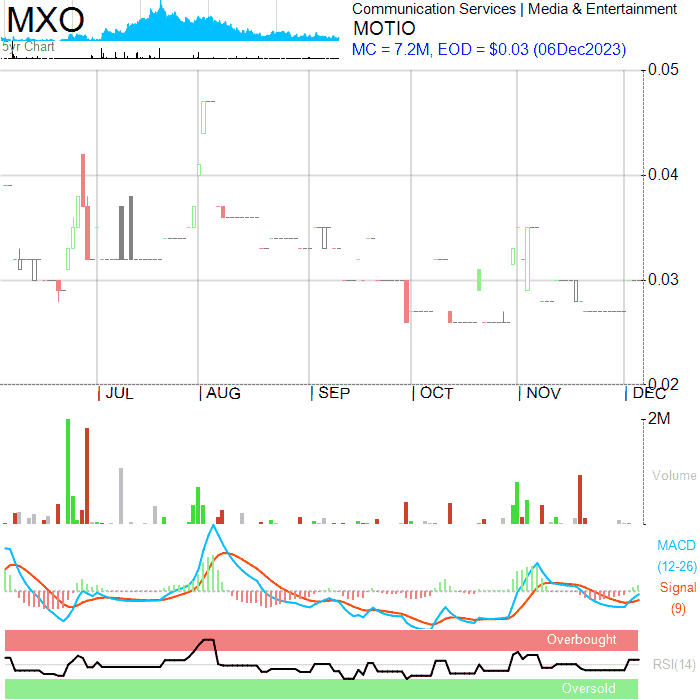 MXO
5yr Chart
Communication Services | Media & Entertainment
MOTIO
MC = 7.2M, EOD = $0.03 (06Dec2023)
0.05
0.04
0.03
0.02
JUL
AUG
SEP
OCT
NOV
DEC
2M
Volume
MACD
(12-26)
Signal
(9)
Overbought
RSI(14)
Oversold